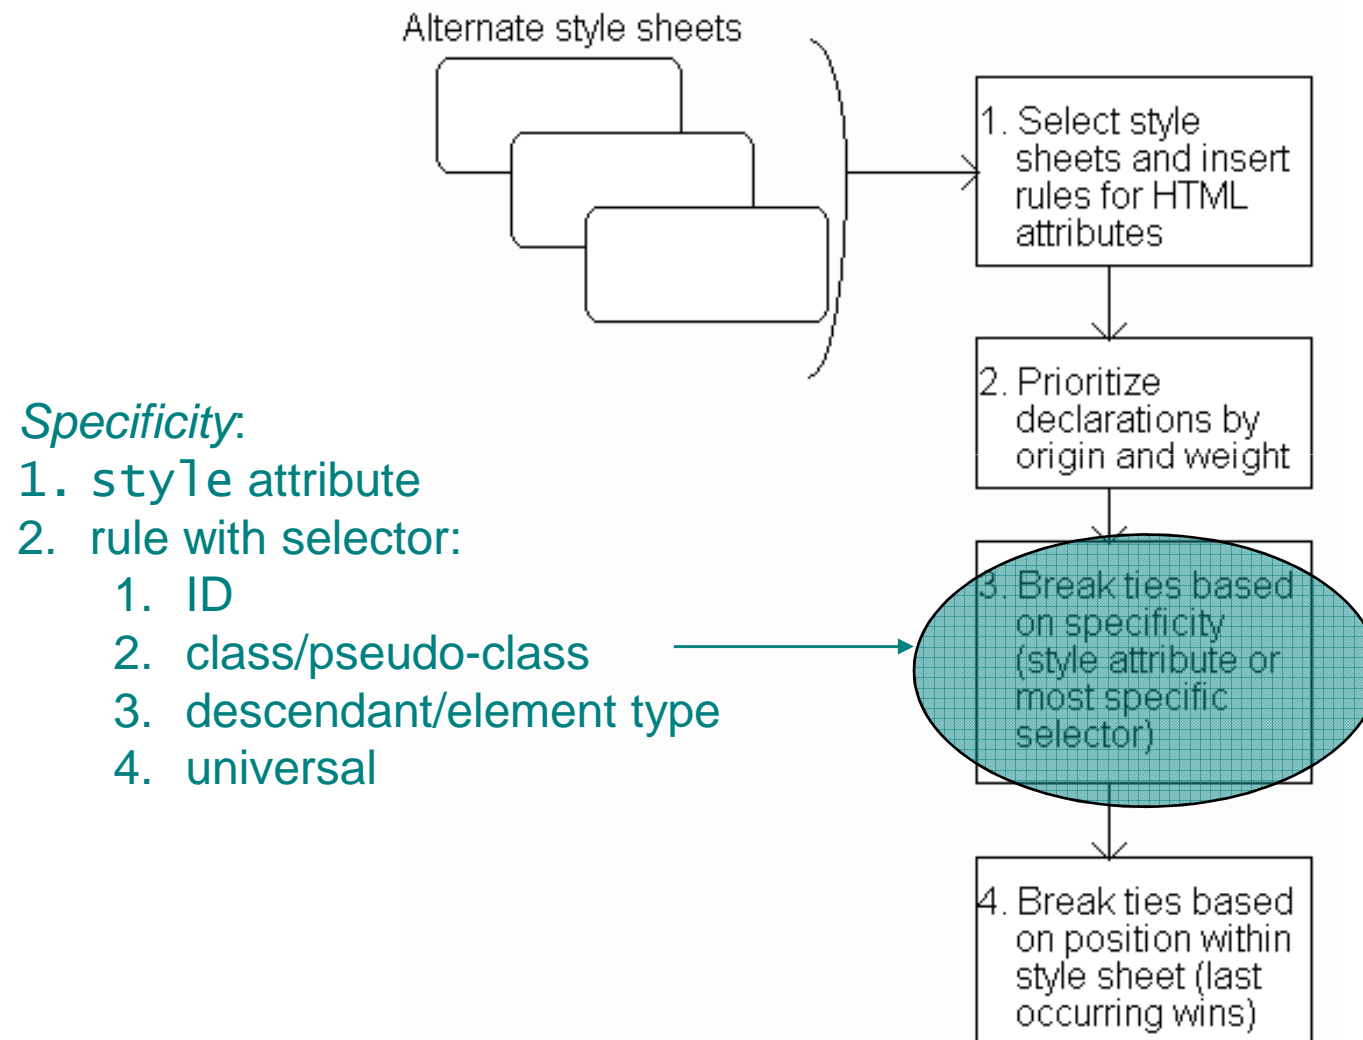 Alternate style sheets
1. Select style
sheets and insert
rules for HTML
attributes
2. Prioritize
declarations by
origin and weight
Specificity:
1. style attribute
2. rule with selector:
1. ID
2. class/pseudo-class
3. descendant/element type
4. universal
3. Break ties based
on specificity
(style attribute or
most specific
selector)
4. Break ties based
on position within
style sheet (last
occurring wins)